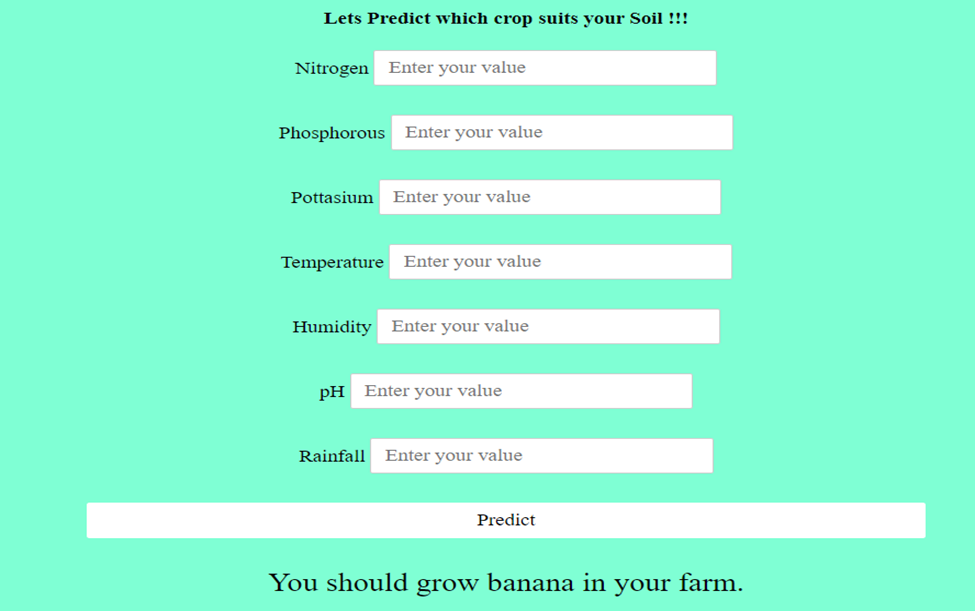 Lets Predict which crop suits your Soil !!!
Nitrogen Enter your value
Phosphorous Enter your value
Pottasium Enter your value
Temperature Enter your value
Humidity Enter your value
pH Enter your value
Rainfall Enter your value
Predict
You should grow banana in your farm.